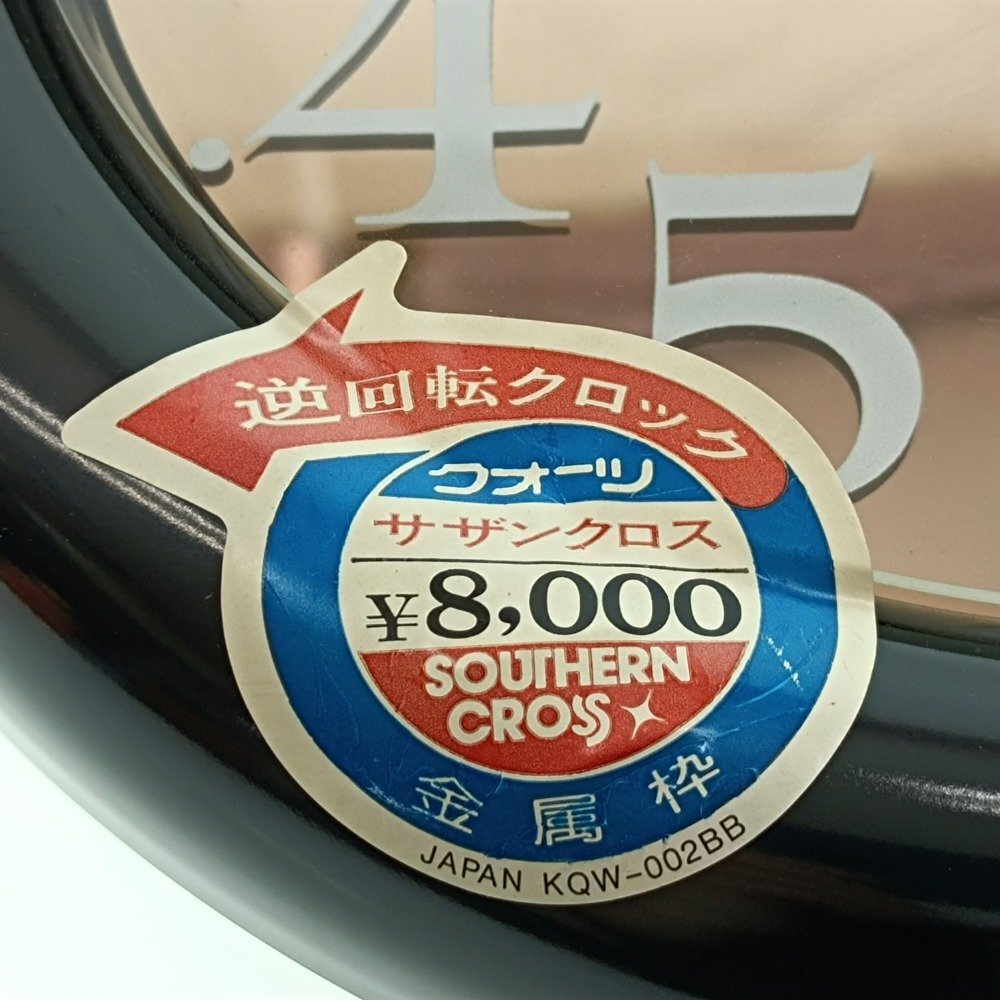 .4
5
逆回転クロック
クオーツ
サザンクロス
¥8,000
SOUTHERN
CROSS
金属枠
JAPAN KQW-002BB